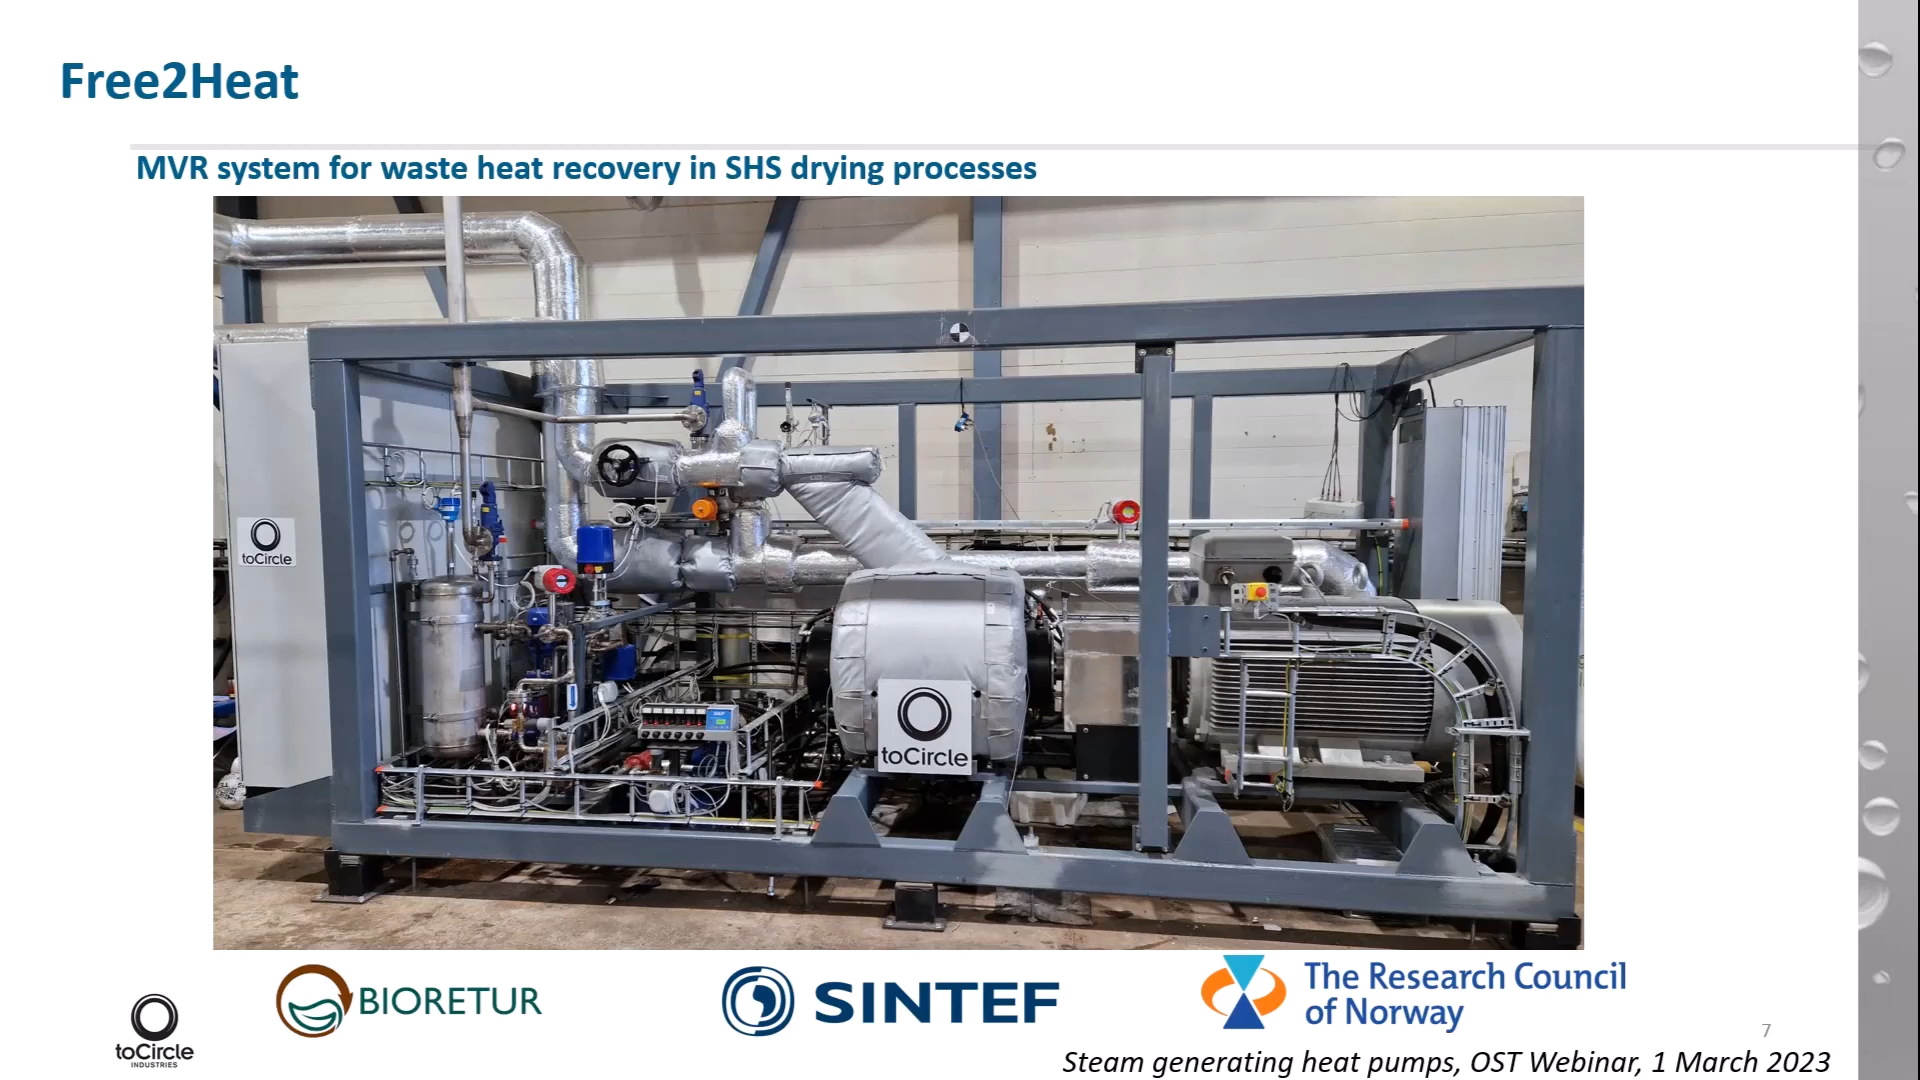 Free2Heat
MVR system for waste heat recovery in SHS drying processes
toCircle
toCircle
toCircle
INDUSTRIES
BIORETUR
SINTEF
The Research Council
of Norway
7
Steam generating heat pumps, OST Webinar, 1 March 2023